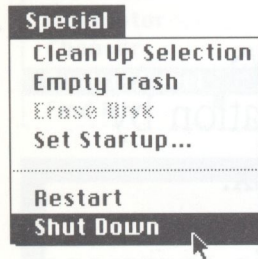 Special
Clean Up Selection
Empty Trash
Erase Disk
Set Startup...
Restart
Shut Down